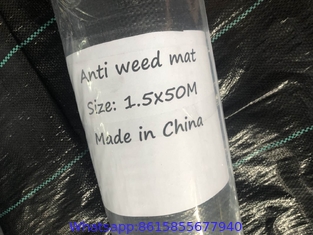 Anti weed mat
Size: 1.5x50M
Made in China
Whatsapp:8615855677940